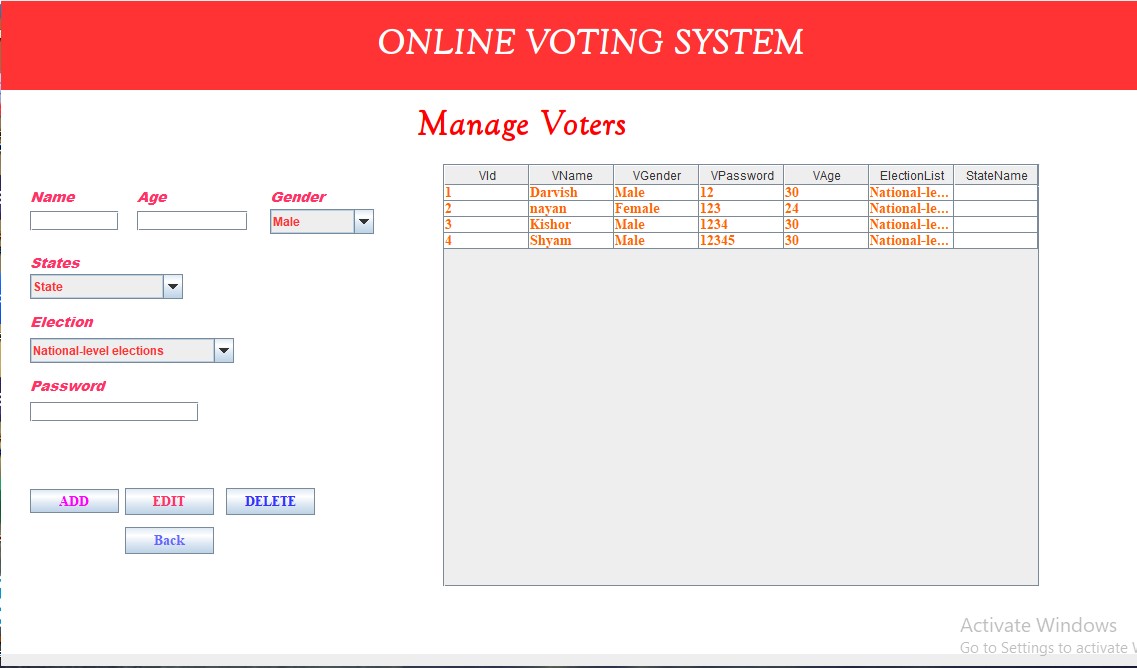 ONLINE VOTING SYSTEM
Manage Voters
Name Age Gender
Male
States
State
Election
National-level elections
Password
ADD EDIT DELETE
Back
VId VName VGender VPassword VAge ElectionList StateName
1 Darvish Male 12 30 National-le...
2 nayan Female 123 24 National-le...
3 Kishor Male 1234 30 National-le...
4 Shyam Male 12345 30 National-le...
Activate Windows
Go to Settings to activate W